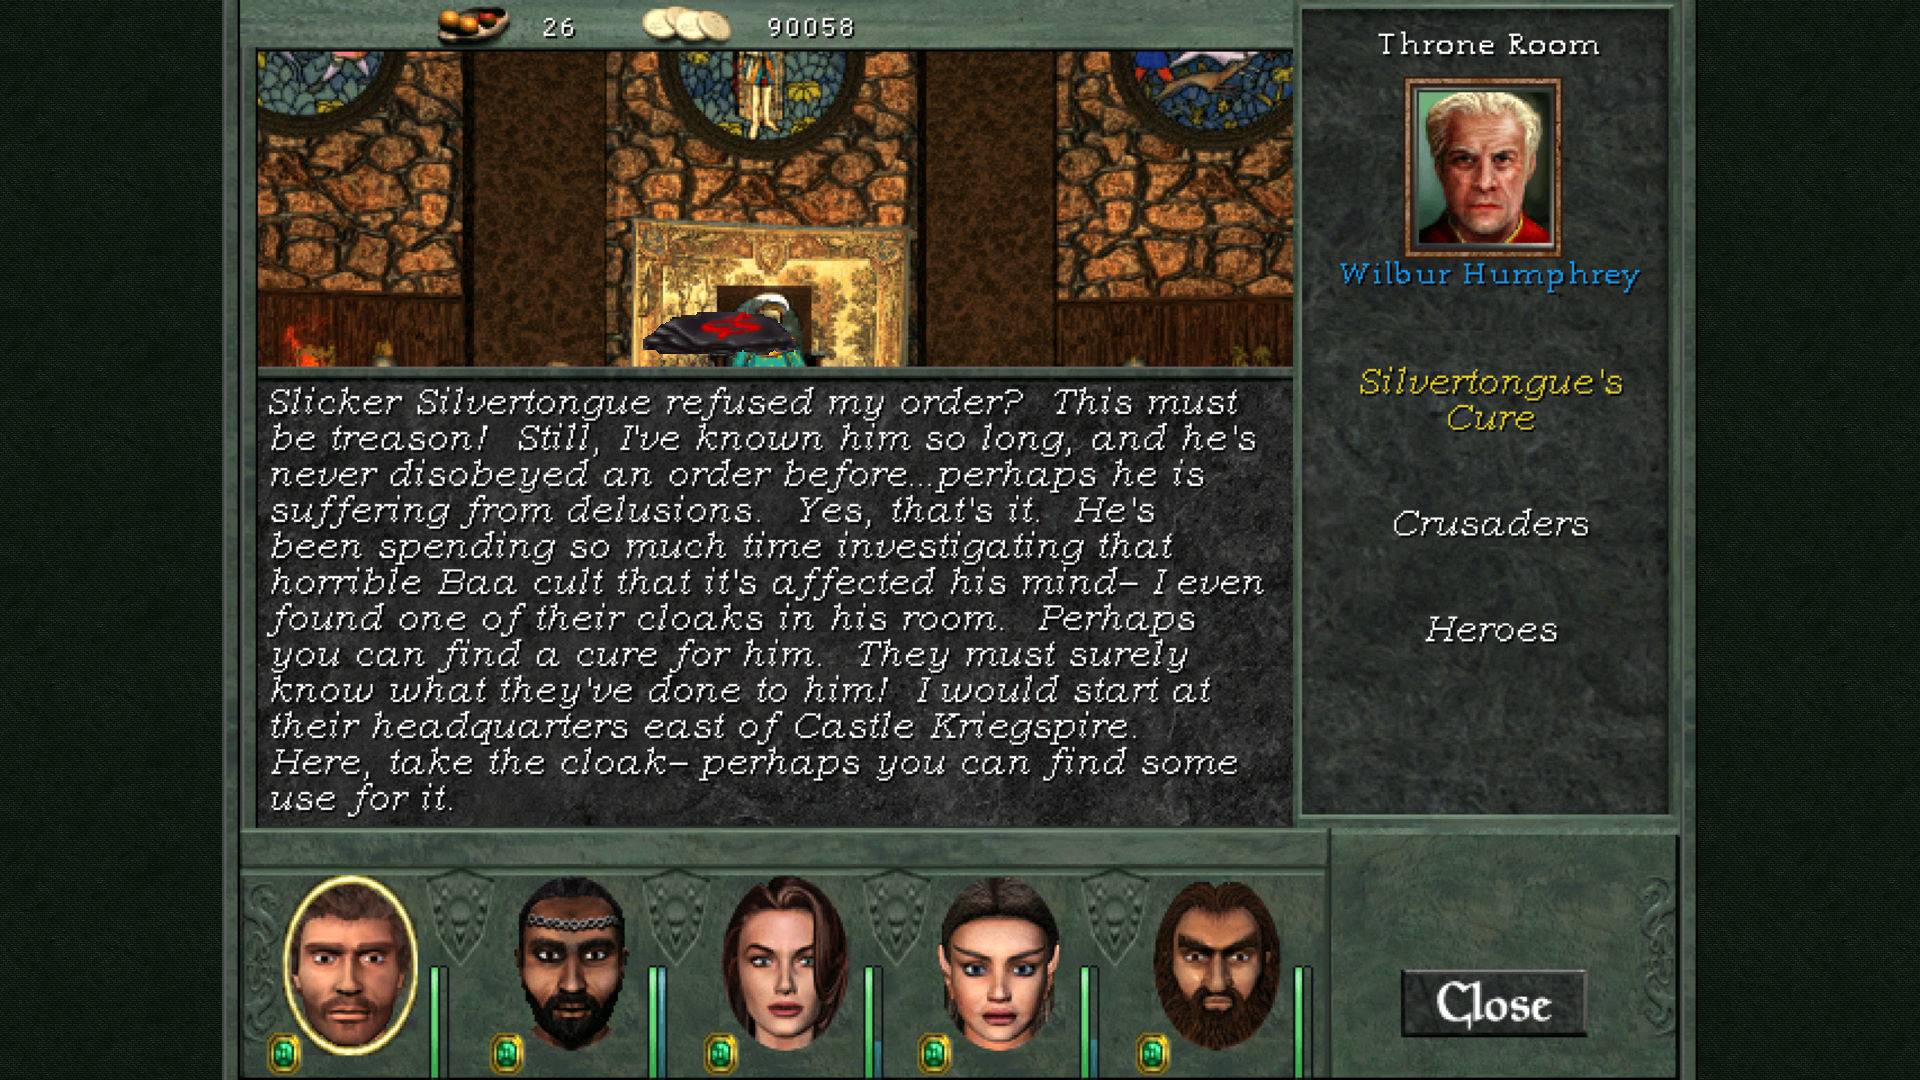 26 90058
Throne Room
Wilbur Humphrey
Silvertongue's
Cure
Crusaders
Heroes
Slicker Silvertongue refused my order?  This must
be treason!  Still, I've known him so long, and he's
never disobeyed an order before...perhaps he is
suffering from delusions.  Yes, that's it.  He's
been spending so much time investigating that
horrible Baa cult that it's affected his mind- I even
found one of their cloaks in his room.  Perhaps
you can find a cure for him.  They must surely
know what they've done to him!  I would start at
their headquarters east of Castle Kriegspire.
Here, take the cloak- perhaps you can find some
use for it.
Close